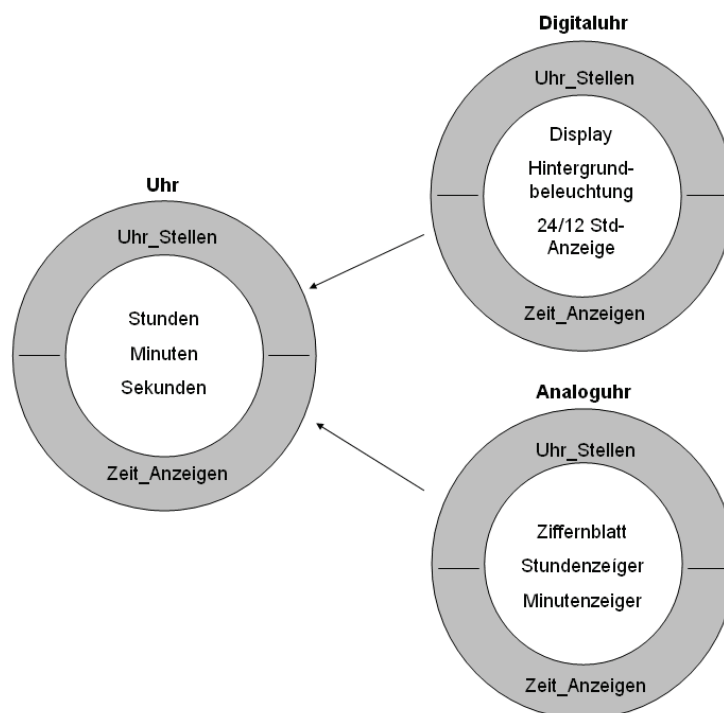 Uhr
Uhr_Stellen
Stunden
Minuten
Sekunden
Zeit_Anzeigen
Digitaluhr
Uhr_Stellen
Display
Hintergrund-
beleuchtung
24/12 Std-
Anzeige
Zeit_Anzeigen
Analoguhr
Uhr_Stellen
Ziffernblatt
Stundenzeiger
Minutenzeiger
Zeit_Anzeigen